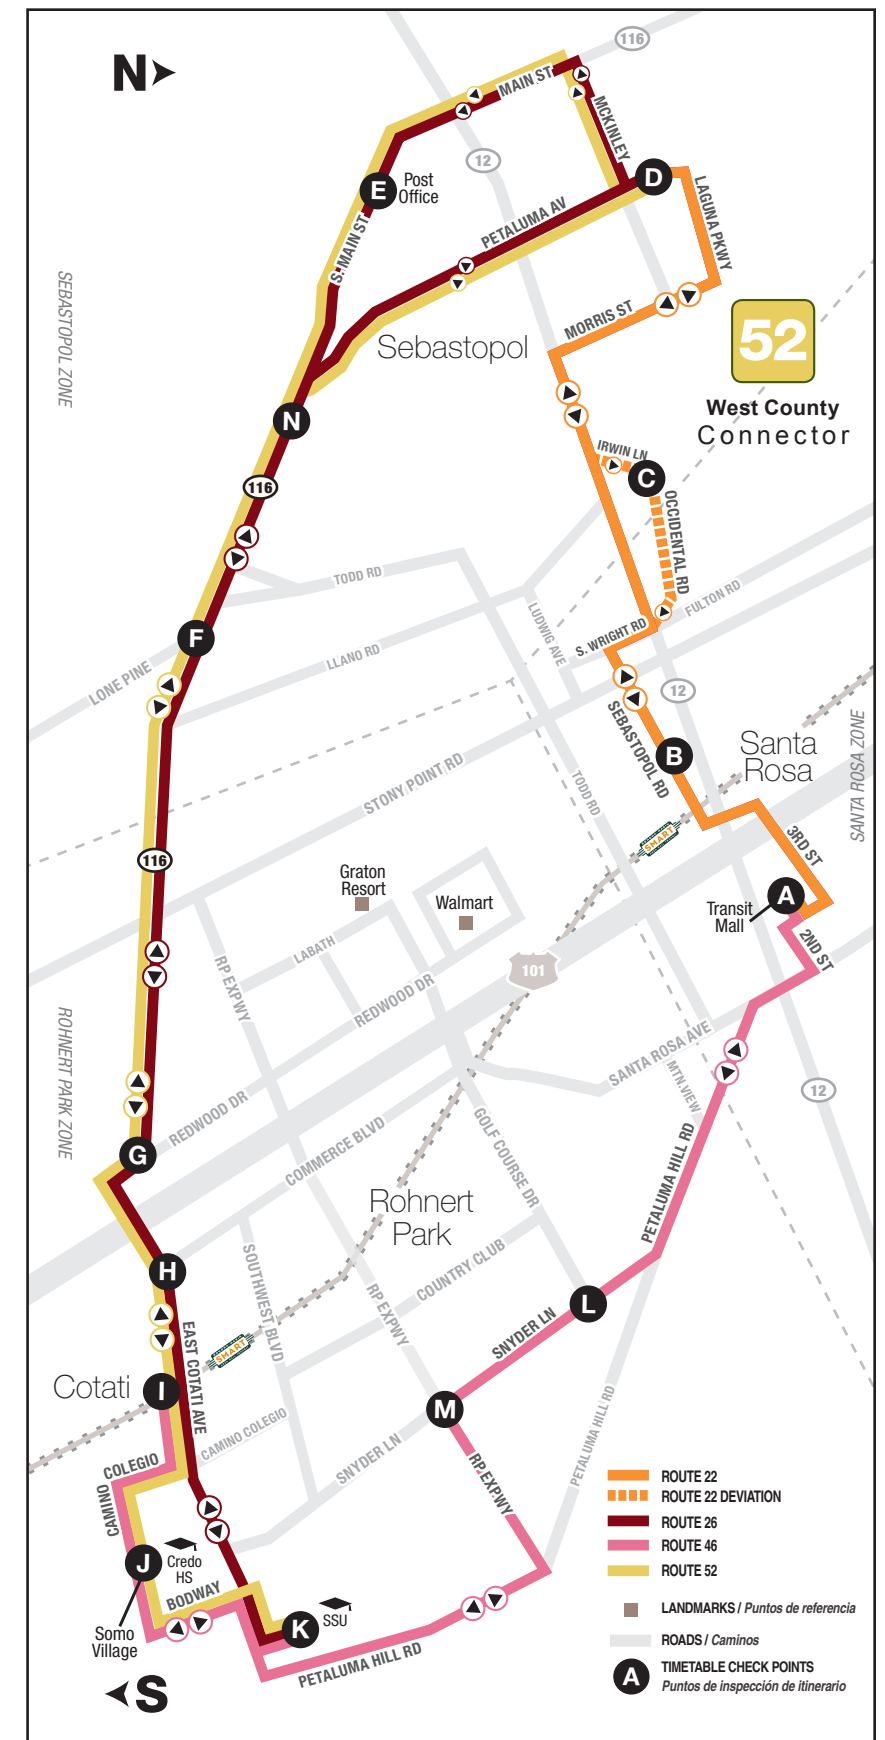 N
116
MAIN ST
MCKINLEY
12
E
Post
Office
D
LAGUNA PKWY
S. MAIN ST
PETALUMA AV
SEBASTOPOL ZONE
MORRIS ST
Sebastopol
52
West County
Connector
N
IRWIN LN
C
116
OCCIDENTAL RD
TODD RD
FULTON RD
LUDWIG AVE
F
S. WRIGHT RD
LLANO RD
LONE PINE
12
SEBASTOPOL RD
B
Santa
Rosa
SANTA ROSA ZONE
STONY POINT RD
TODD RD
SMART
3RD ST
116
Graton
Resort
Walmart
A
Transit
Mall
2ND ST
LABATH
RP EXPWY
101
REDWOOD DR
ROHNERT PARK ZONE
SANTA ROSA AVE
MTN.VIEW
12
REDWOOD DR
COMMERCE BLVD
GOLF COURSE DR
G
PETALUMA HILL RD
Rohnert
Park
H
SOUTHWEST BLVD
COUNTRY CLUB
RP EXPWY
L
SNYDER LN
EAST COTATI AVE
SMART
Cotati
I
M
CAMINO COLEGIO
SNYDER LN
PETALUMA HILL RD
COLEGIO
CAMINO
RP EXPWY
ROUTE 22
ROUTE 22 DEVIATION
ROUTE 26
ROUTE 46
ROUTE 52
J
Credo
HS
BODWAY
K
SSU
Somo
Village
PETALUMA HILL RD
LANDMARKS / Puntos de referencia
ROADS / Caminos
A
TIMETABLE CHECK POINTS
Puntos de inspección de itinerario
S